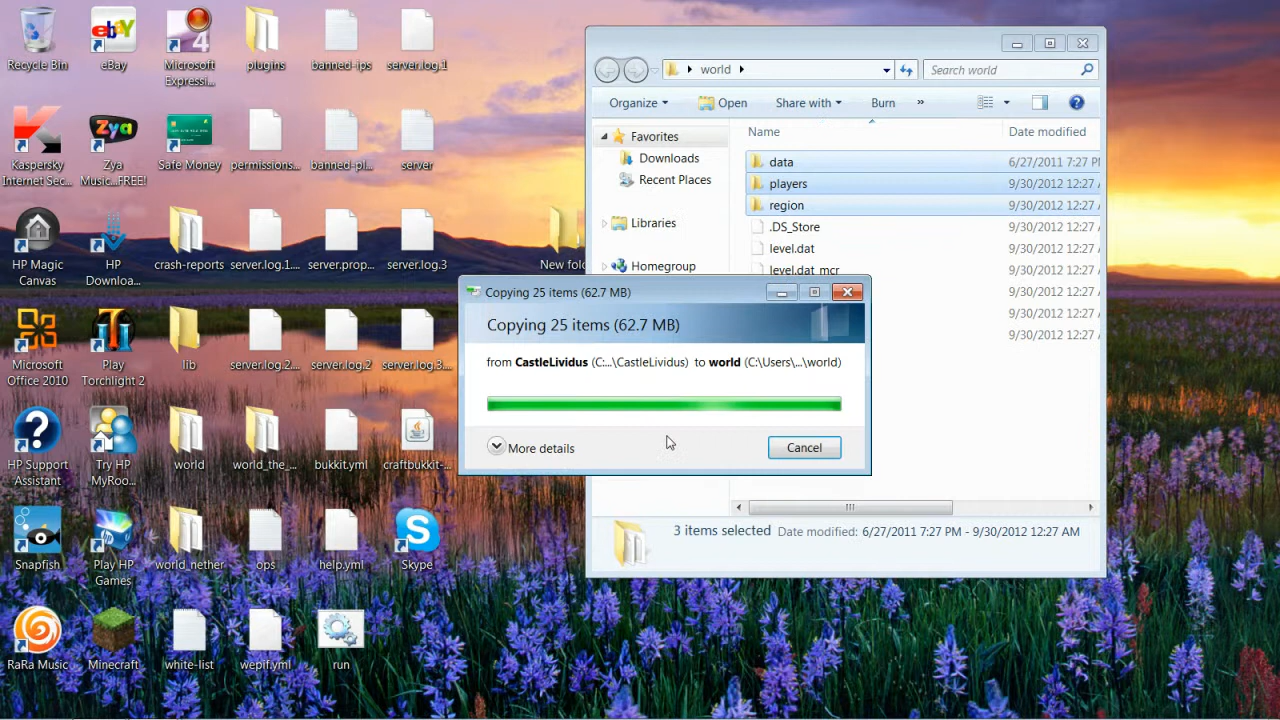 Recycle Bin
eBay
Microsoft
Expressi...
plugins
banned-ips
server.log.1
Kaspersky
Internet Sec...
Zya
Music...FREE!
Safe Money
permissions...
banned-pl...
server
HP Magic
Canvas
HP
Downloa...
crash-reports
server.log.1....
server.prop...
server.log.3
New fold
Microsoft
Office 2010
Play
Torchlight 2
lib
server.log.2....
server.log.2
server.log.3...
HP Support
Assistant
Try HP
MyRoo...
world
world_the_...
bukkit.yml
craftbukkit-...
Snapfish
Play HP
Games
world_nether
ops
help.yml
Skype
RaRa Music
Minecraft
white-list
wepif.yml
run
world
Search world
Organize
Open
Share with
Burn
»
Favorites
Downloads
Recent Places
Libraries
Homegroup
Name
Date modified
data
6/27/2011 7:27 PM
players
9/30/2012 12:27
region
9/30/2012 12:27
.DS_Store
9/30/2012 12:27
level.dat
9/30/2012 12:27
level.dat_mcr
9/30/2012 12:27
9/30/2012 12:27
9/30/2012 12:27
9/30/2012 12:27
Copying 25 items (62.7 MB)
Copying 25 items (62.7 MB)
from CastleLividus (C:...\CastleLividus) to world (C:\Users\...\world)
More details
Cancel
3 items selected
Date modified: 6/27/2011 7:27 PM - 9/30/2012 12:27 AM